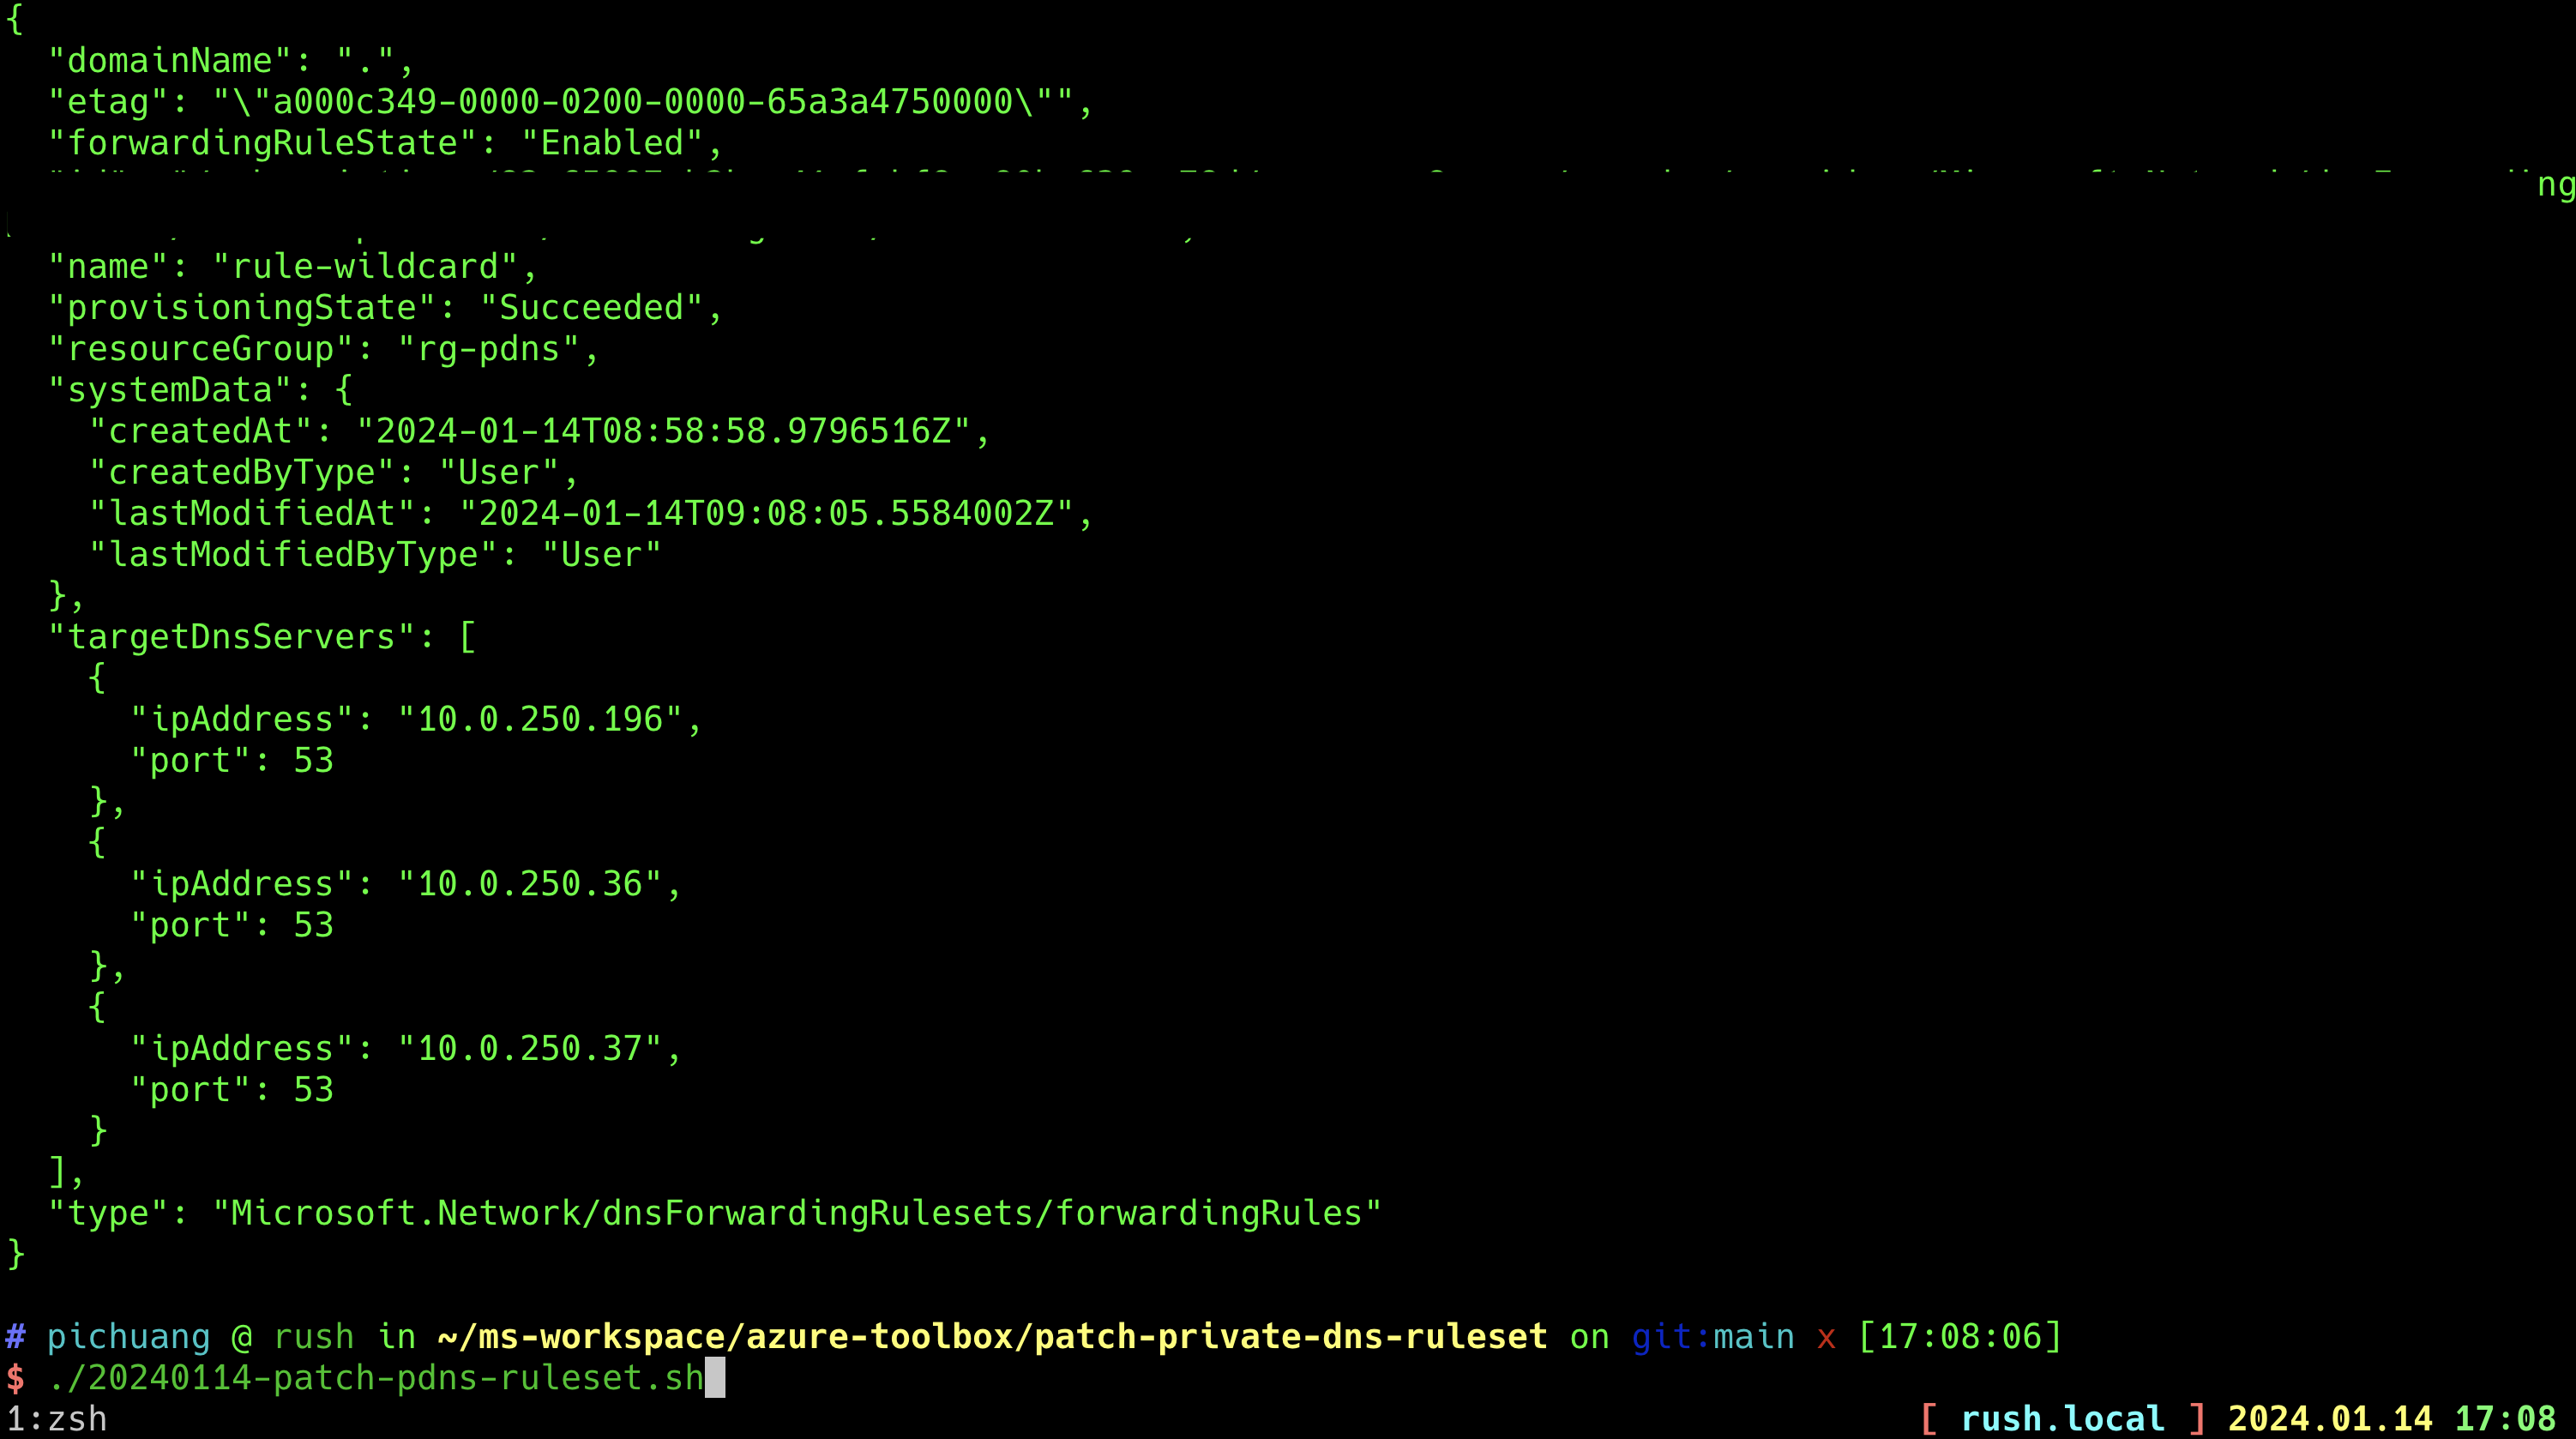 {
  "domainName": ".",
  "etag": "\"a000c349-0000-0200-0000-65a3a4750000\"",
  "forwardingRuleState": "Enabled",
ng
  "name": "rule-wildcard",
  "provisioningState": "Succeeded",
  "resourceGroup": "rg-pdns",
  "systemData": {
    "createdAt": "2024-01-14T08:58:58.9796516Z",
    "createdByType": "User",
    "lastModifiedAt": "2024-01-14T09:08:05.5584002Z",
    "lastModifiedByType": "User"
  },
  "targetDnsServers": [
    {
      "ipAddress": "10.0.250.196",
      "port": 53
    },
    {
      "ipAddress": "10.0.250.36",
      "port": 53
    },
    {
      "ipAddress": "10.0.250.37",
      "port": 53
    }
  ],
  "type": "Microsoft.Network/dnsForwardingRulesets/forwardingRules"
}
# pichuang @ rush in ~/ms-workspace/azure-toolbox/patch-private-dns-ruleset on git:main x [17:08:06]
$ ./20240114-patch-pdns-ruleset.sh
1:zsh [ rush.local ] 2024.01.14 17:08